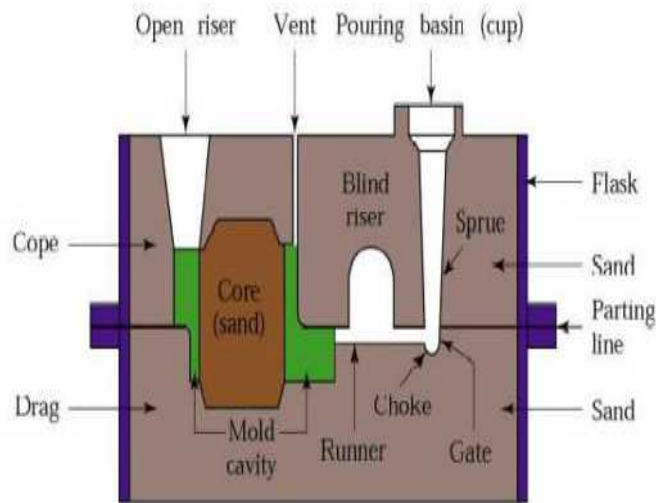 Open riser
Vent
Pouring basin (cup)
Blind
riser
Flask
Sprue
Cope
Core
(sand)
Sand
Parting
line
Drag
Mold
cavity
Choke
Runner
Gate
Sand